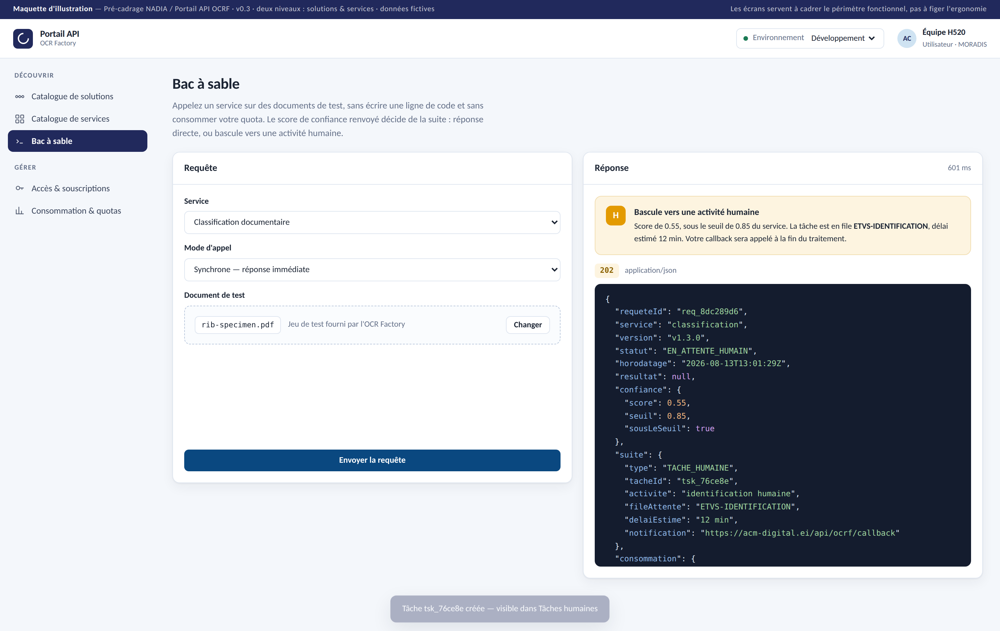 Maquette d'illustration — Pré-cadrage NADIA / Portail API OCRF · v0.3 · deux niveaux : solutions & services · données fictives
Les écrans servent à cadrer le périmètre fonctionnel, pas à figer l'ergonomie
Portail API
OCR Factory
Environnement Développement
AC
Équipe H520
Utilisateur · MORADIS
DÉCOUVRIR
Catalogue de solutions
Catalogue de services
Bac à sable
GÉRER
Accès & souscriptions
Consommation & quotas
Bac à sable
Appelez un service sur des documents de test, sans écrire une ligne de code et sans
consommer votre quota. Le score de confiance renvoyé décide de la suite : réponse
directe, ou bascule vers une activité humaine.
Requête
Service
Classification documentaire
Mode d'appel
Synchrone — réponse immédiate
Document de test
rib-specimen.pdf Jeu de test fourni par l'OCR Factory Changer
Envoyer la requête
Réponse 601 ms
H
Bascule vers une activité humaine
Score de 0.55, sous le seuil de 0.85 du service. La tâche est en file ETVS-IDENTIFICATION, délai
estimé 12 min. Votre callback sera appelé à la fin du traitement.
202 application/json
{
"requeteId": "req_8dc289d6",
"service": "classification",
"version": "v1.3.0",
"statut": "EN_ATTENTE_HUMAIN",
"horodatage": "2026-08-13T13:01:29Z",
"resultat": null,
"confiance": {
"score": 0.55,
"seuil": 0.85,
"sousLeSeuil": true
},
"suite": {
"type": "TACHE_HUMAINE",
"tacheId": "tsk_76ce8e",
"activite": "identification humaine",
"fileAttente": "ETVS-IDENTIFICATION",
"delaiEstime": "12 min",
"notification": "https://acm-digital.ei/api/ocrf/callback"
},
"consommation": {
Tâche tsk_76ce8e créée — visible dans Tâches humaines